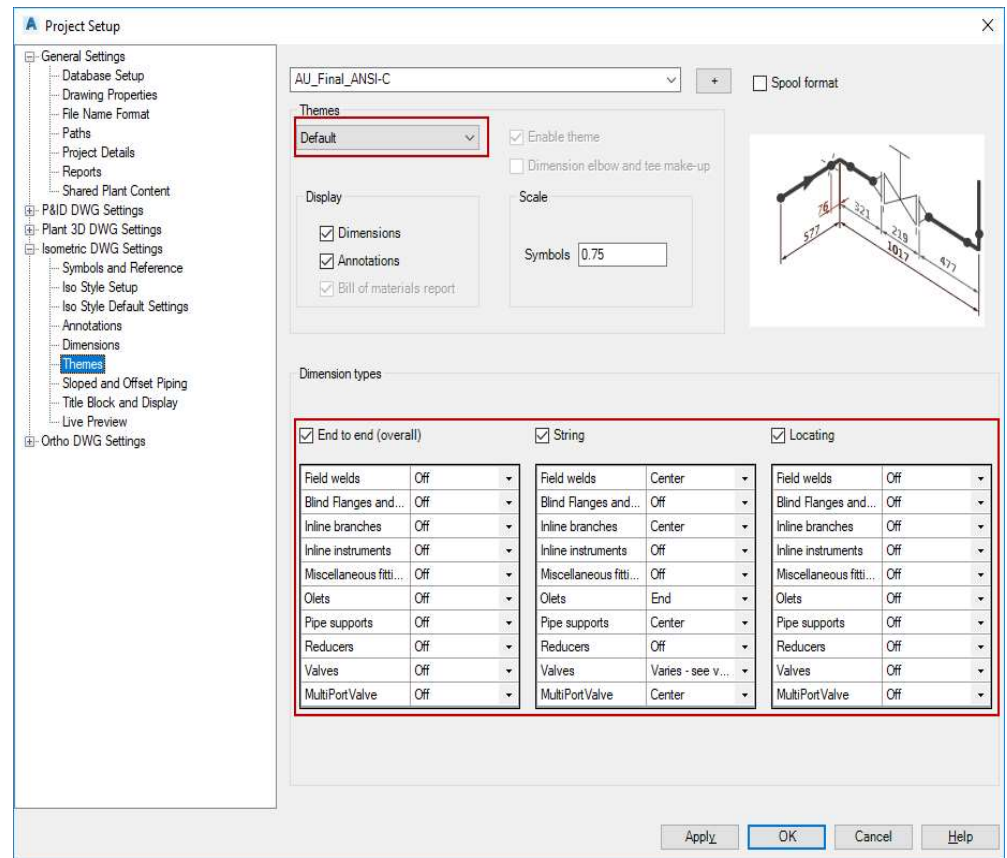 Project Setup
General Settings
Database Setup
Drawing Properties
File Name Format
Paths
Project Details
Reports
Shared Plant Content
P&ID DWG Settings
Plant 3D DWG Settings
Isometric DWG Settings
Symbols and Reference
Iso Style Setup
Iso Style Default Settings
Annotations
Dimensions
Themes
Sloped and Offset Piping
Title Block and Display
Live Preview
Ortho DWG Settings
AU_Final_ANSI-C
+
Spool format
Themes
Default
Enable theme
Dimension elbow and tee make-up
Display
Dimensions
Annotations
Bill of materials report
Scale
Symbols 0.75
76 321
577 219
1017 477
Dimension types
End to end (overall)
Field welds Off
Blind Flanges and... Off
Inline branches Off
Inline instruments Off
Miscellaneous fitti... Off
Olets Off
Pipe supports Off
Reducers Off
Valves Off
MultiPortValve Off
String
Field welds Center
Blind Flanges and... Off
Inline branches Center
Inline instruments Off
Miscellaneous fitti... Off
Olets End
Pipe supports Center
Reducers Off
Valves Varies - see v...
MultiPortValve Center
Locating
Field welds Off
Blind Flanges and... Off
Inline branches Off
Inline instruments Off
Miscellaneous fitti... Off
Olets Off
Pipe supports Off
Reducers Off
Valves Off
MultiPortValve Off
Apply OK Cancel Help